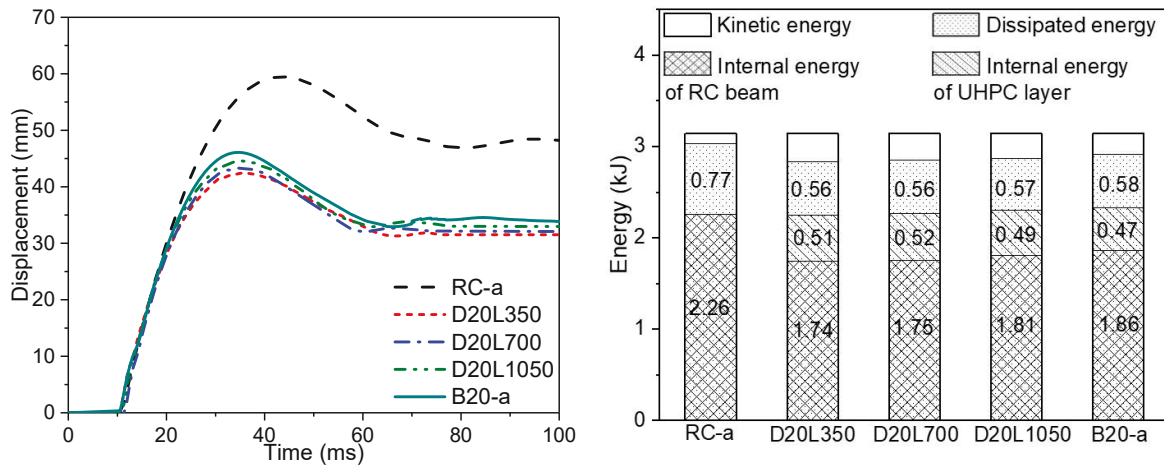 70
60
50
40
30
20
10
0
Displacement (mm)
RC-a
D20L350
D20L700
D20L1050
B20-a
0 20 40 60 80 100
Time (ms)
Kinetic energy
Dissipated energy
Internal energy
of RC beam
Internal energy
of UHPC layer
4
3
2
1
0
Energy (kJ)
0.77 0.56 0.56 0.57 0.58
0.51 0.52 0.49 0.47
2.26 1.74 1.75 1.81 1.86
RC-a D20L350 D20L700 D20L1050 B20-a